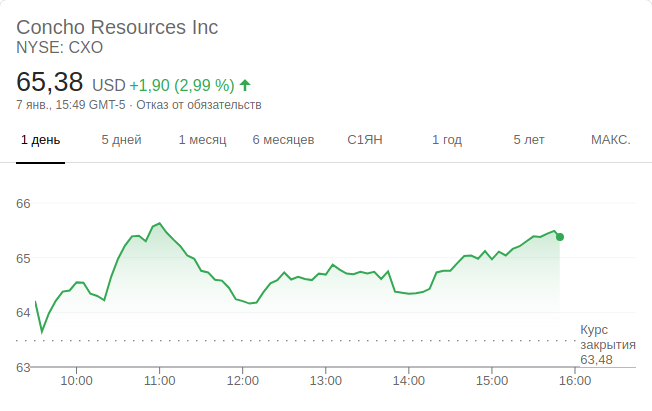 Concho Resources Inc
NYSE: CXO
65,38 USD +1,90 (2,99 %)
7 янв., 15:49 GMT-5 · Отказ от обязательств
1 день 5 дней 1 месяц 6 месяцев С1ЯН 1 год 5 лет МАКС.
66
65
64
Курс
закрытия
63,48
63
10:00 11:00 12:00 13:00 14:00 15:00 16:00